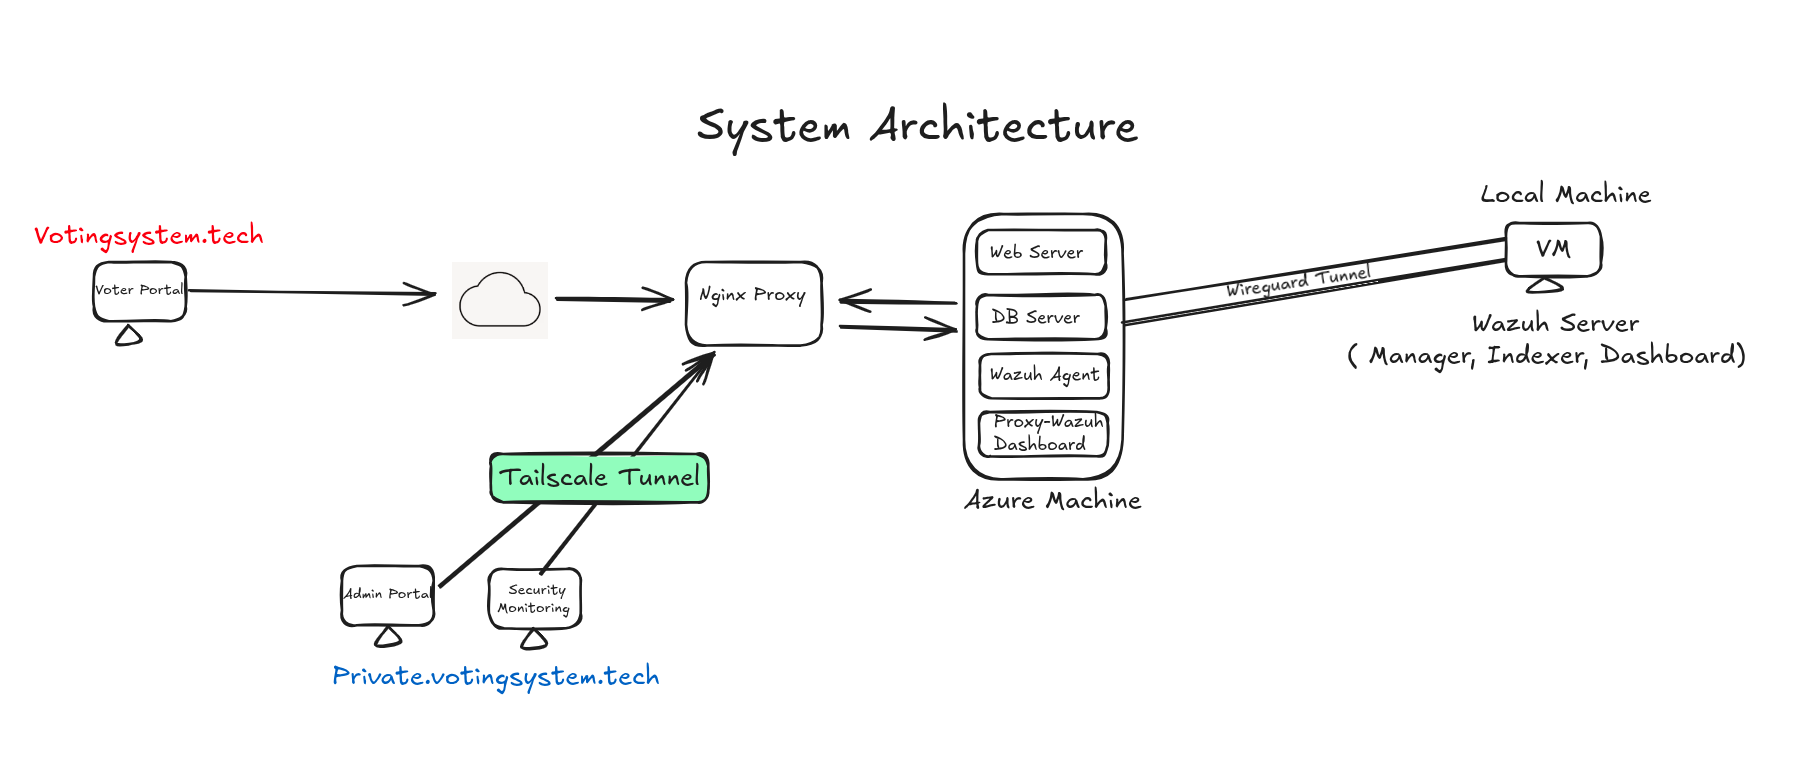 System Architecture
Votingsystem.tech
Voter Portal
Nginx Proxy
Web Server
DB Server
Wazuh Agent
Proxy-Wazuh
Dashboard
Azure Machine
Wireguard Tunnel
Local Machine
VM
Wazuh Server
( Manager, Indexer, Dashboard)
Tailscale Tunnel
Admin Portal
Security
Monitoring
Private.votingsystem.tech